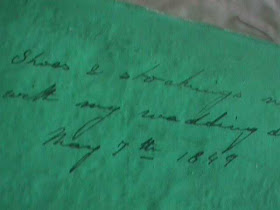 Shoes & stockings
with my wedding
May 7th 1849